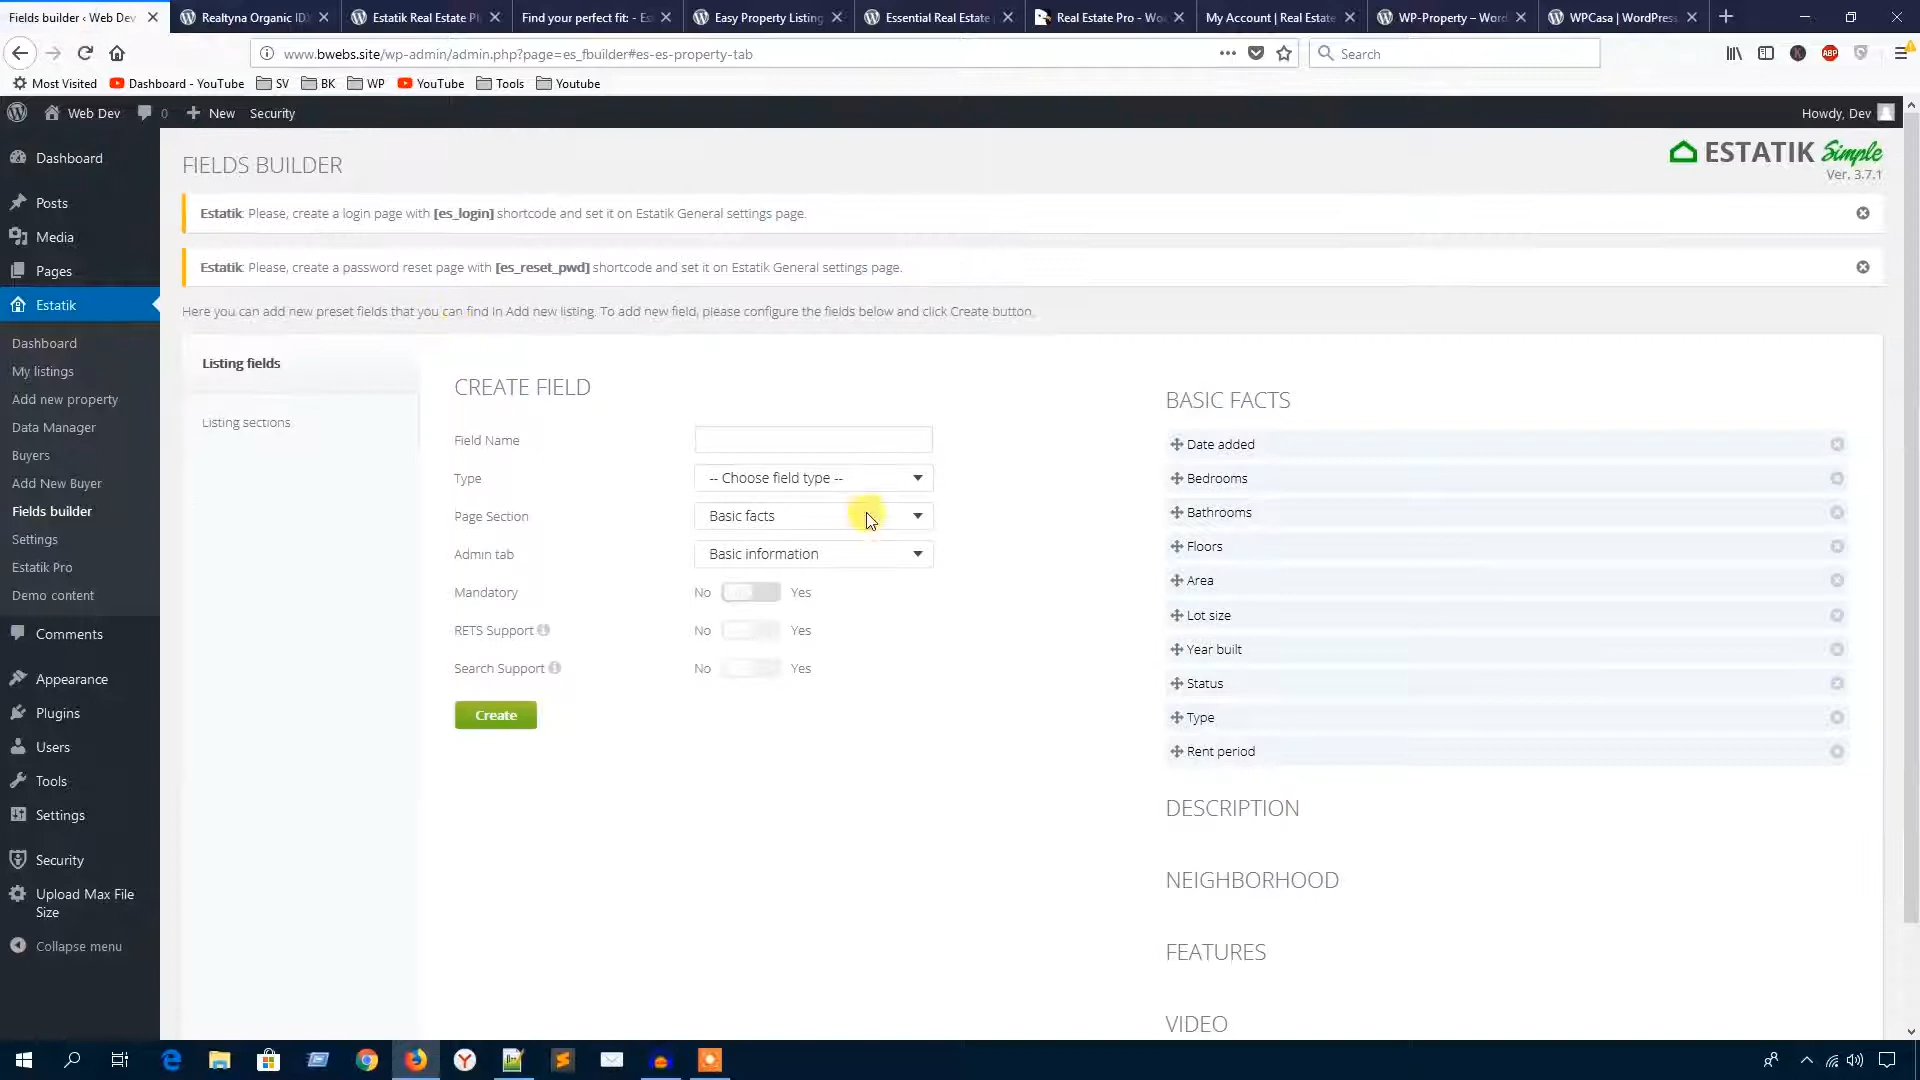 Fields builder ‹ Web Dev
Realtyna Organic IDX
Estatik Real Estate Pl
Find your perfect fit: - Es
Easy Property Listing
Essential Real Estate
Real Estate Pro - Wo
My Account | Real Estate
WP-Property – Word
WPCasa | WordPress
www.bwebs.site/wp-admin/admin.php?page=es_fbuilder#es-es-property-tab
Search
Most Visited
Dashboard - YouTube
SV
BK
WP
YouTube
Tools
Youtube
Web Dev
0
New
Security
Howdy, Dev
Dashboard
Posts
Media
Pages
Estatik
Dashboard
My listings
Add new property
Data Manager
Buyers
Add New Buyer
Fields builder
Settings
Estatik Pro
Demo content
Comments
Appearance
Plugins
Users
Tools
Settings
Security
Upload Max File
Size
Collapse menu
FIELDS BUILDER
ESTATIK Simple
Ver. 3.7.1
Estatik: Please, create a login page with [es_login] shortcode and set it on Estatik General settings page.
Estatik: Please, create a password reset page with [es_reset_pwd] shortcode and set it on Estatik General settings page.
Here you can add new preset fields that you can find in Add new listing. To add new field, please configure the fields below and click Create button.
Listing fields
Listing sections
CREATE FIELD
Field Name
Type
-- Choose field type --
Page Section
Basic facts
Admin tab
Basic information
Mandatory
No
Yes
RETS Support
No
Yes
Search Support
No
Yes
Create
BASIC FACTS
Date added
Bedrooms
Bathrooms
Floors
Area
Lot size
Year built
Status
Type
Rent period
DESCRIPTION
NEIGHBORHOOD
FEATURES
VIDEO